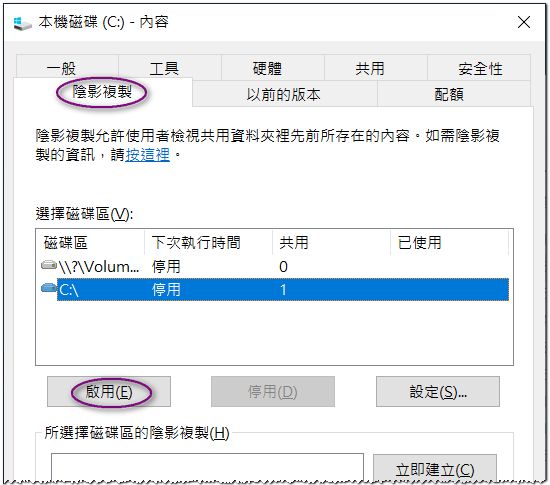 本機磁碟 (C:) - 內容
一般 工具 硬體 共用 安全性
陰影複製 以前的版本 配額
陰影複製允許使用者檢視共用資料夾裡先前所存在的內容。如需陰影複
製的資訊，請按這裡。
選擇磁碟區(V):
磁碟區 下次執行時間 共用 已使用
\\?\Volum... 停用 0
C:\ 停用 1
啟用(E) 停用(D) 設定(S)...
所選擇磁碟區的陰影複製(H)
立即建立(C)